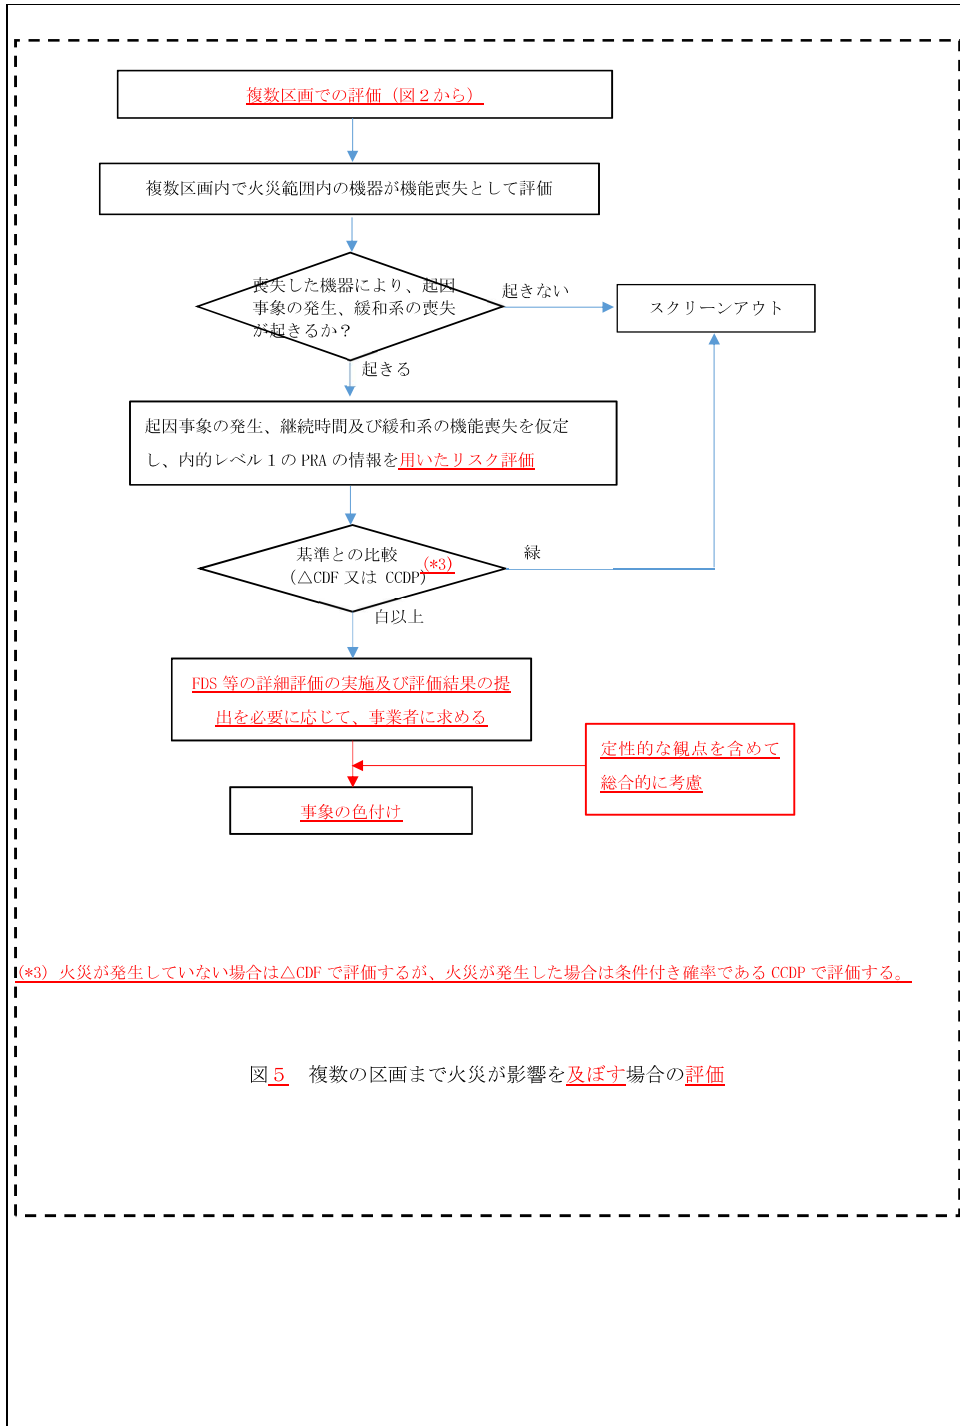 複数区画での評価（図２から）
複数区画内で火災範囲内の機器が機能喪失として評価
喪失した機器により、起因
事象の発生、緩和系の喪失
が起きるか？
起きない
スクリーンアウト
起きる
起因事象の発生、継続時間及び緩和系の機能喪失を仮定
し、内的レベル１の PRA の情報を用いたリスク評価
基準との比較
（△CDF 又は CCDP）(*3)
緑
白以上
FDS 等の詳細評価の実施及び評価結果の提
出を必要に応じて、事業者に求める
定性的な観点を含めて
総合的に考慮
事象の色付け
(*3) 火災が発生していない場合は△CDF で評価するが、火災が発生した場合は条件付き確率である CCDP で評価する。
図５　複数の区画まで火災が影響を及ぼす場合の評価